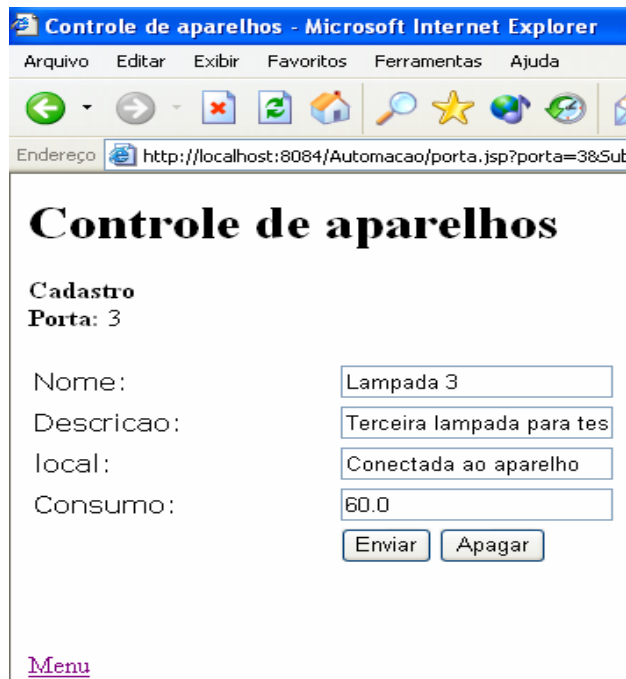 Controle de aparelhos - Microsoft Internet Explorer
Arquivo Editar Exibir Favoritos Ferramentas Ajuda
Endereço http://localhost:8084/Automacao/porta.jsp?porta=3&Sub
Controle de aparelhos
Cadastro
Porta: 3
Nome: Lampada 3
Descricao: Terceira lampada para tes
local: Conectada ao aparelho
Consumo: 60.0
Enviar Apagar
Menu